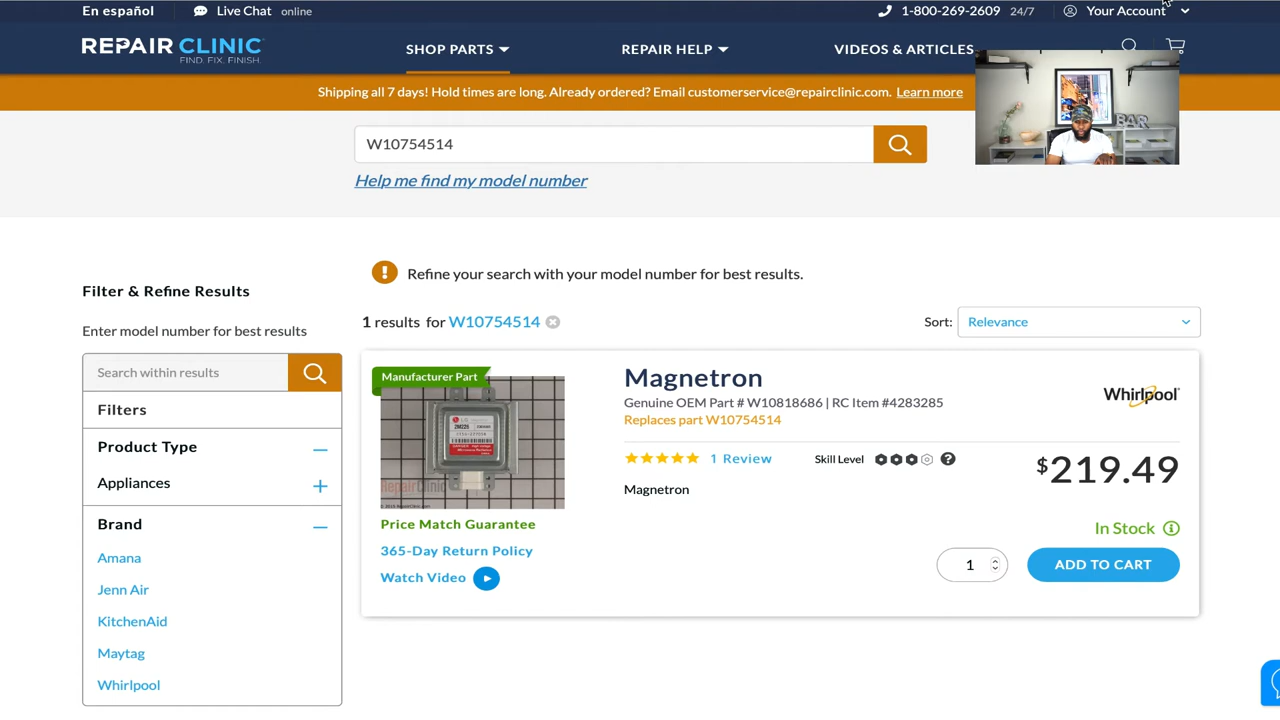 En español
Live Chat online
1-800-269-2609 24/7
Your Account
REPAIR CLINIC
FIND. FIX. FINISH.
SHOP PARTS
REPAIR HELP
VIDEOS & ARTICLES
Shipping all 7 days! Hold times are long. Already ordered? Email customerservice@repairclinic.com. Learn more
BAR
W10754514
Help me find my model number
Refine your search with your model number for best results.
Filter & Refine Results
Enter model number for best results
Search within results
Filters
Product Type
Appliances
Brand
Amana
Jenn Air
KitchenAid
Maytag
Whirlpool
1 results for W10754514
Sort: Relevance
Manufacturer Part
Magnetron
Genuine OEM Part # W10818686 | RC Item #4283285
Replaces part W10754514
Whirlpool
1 Review
Skill Level
?
Magnetron
$219.49
In Stock
1
ADD TO CART
Price Match Guarantee
365-Day Return Policy
Watch Video